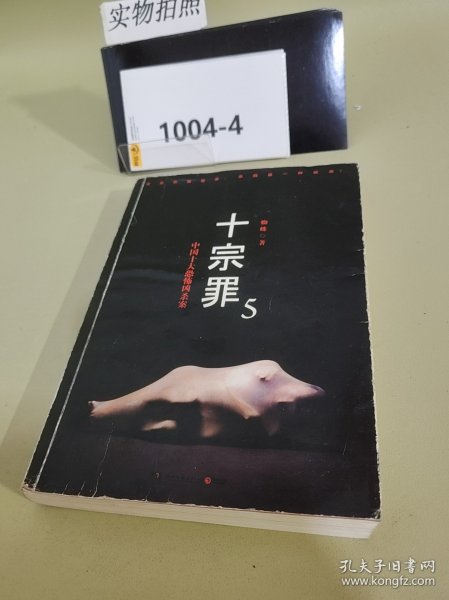 实物拍照
1004-4
十宗罪
5
蜘蛛 著
中国十大恐怖凶杀案
孔夫子旧书网
www.kongfz.com